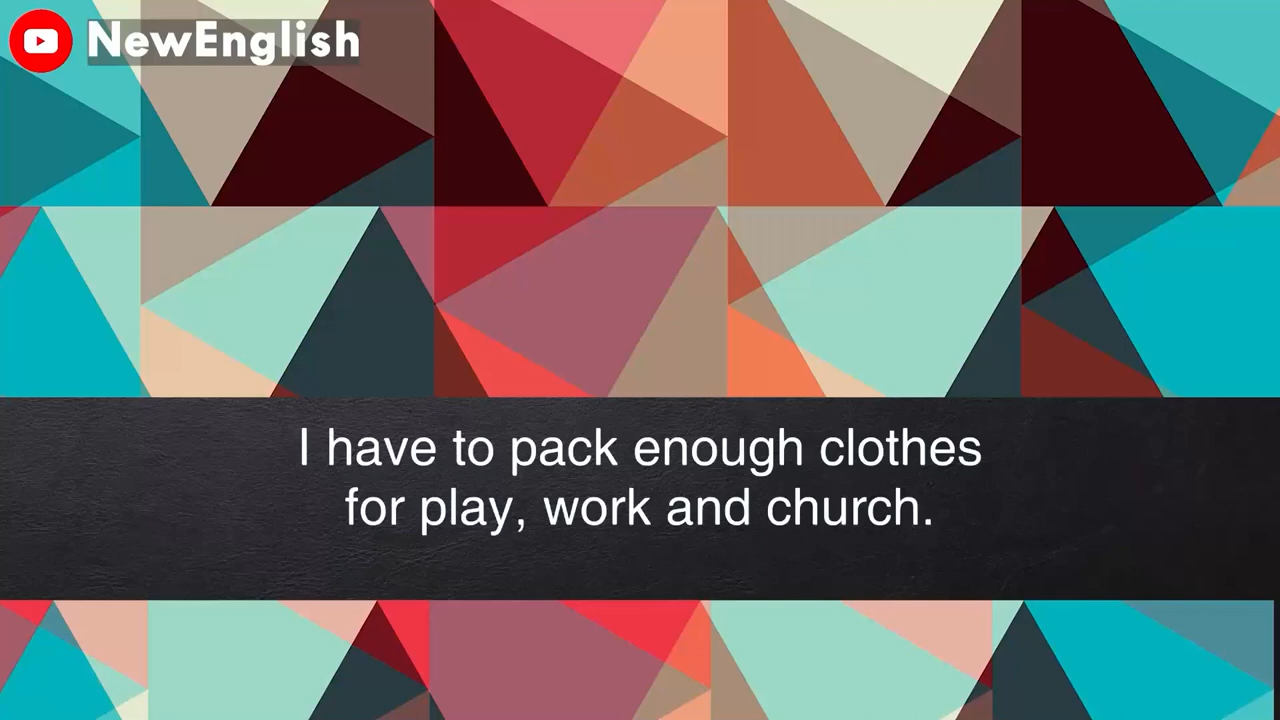 NewEnglish
I have to pack enough clothes
for play, work and church.